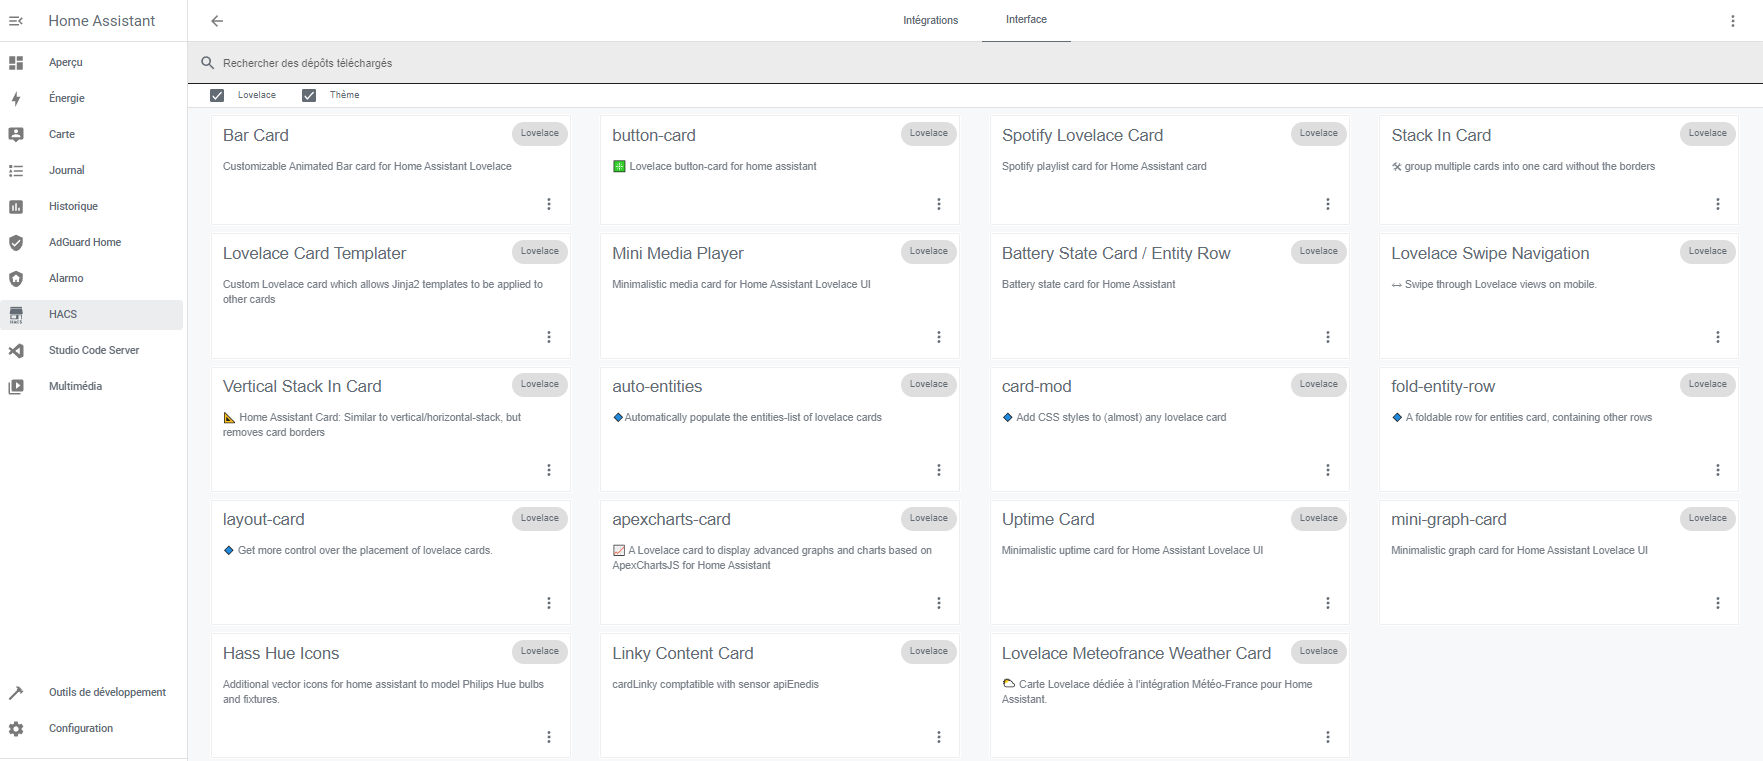 Home Assistant
Aperçu
Énergie
Carte
Journal
Historique
AdGuard Home
Alarmo
HACS
HACS
Studio Code Server
Multimédia
Outils de développement
Configuration
Intégrations
Interface
Rechercher des dépôts téléchargés
Lovelace
Thème
Bar Card
Lovelace
Customizable Animated Bar card for Home Assistant Lovelace
button-card
Lovelace
Lovelace button-card for home assistant
Spotify Lovelace Card
Lovelace
Spotify playlist card for Home Assistant card
Stack In Card
Lovelace
group multiple cards into one card without the borders
Lovelace Card Templater
Lovelace
Custom Lovelace card which allows Jinja2 templates to be applied to
other cards
Mini Media Player
Lovelace
Minimalistic media card for Home Assistant Lovelace UI
Battery State Card / Entity Row
Lovelace
Battery state card for Home Assistant
Lovelace Swipe Navigation
Lovelace
↔ Swipe through Lovelace views on mobile.
Vertical Stack In Card
Lovelace
Home Assistant Card: Similar to vertical/horizontal-stack, but
removes card borders
auto-entities
Lovelace
Automatically populate the entities-list of lovelace cards
card-mod
Lovelace
Add CSS styles to (almost) any lovelace card
fold-entity-row
Lovelace
A foldable row for entities card, containing other rows
layout-card
Lovelace
Get more control over the placement of lovelace cards.
apexcharts-card
Lovelace
A Lovelace card to display advanced graphs and charts based on
ApexChartsJS for Home Assistant
Uptime Card
Lovelace
Minimalistic uptime card for Home Assistant Lovelace UI
mini-graph-card
Lovelace
Minimalistic graph card for Home Assistant Lovelace UI
Hass Hue Icons
Lovelace
Additional vector icons for home assistant to model Philips Hue bulbs
and fixtures.
Linky Content Card
Lovelace
cardLinky comptatible with sensor apiEnedis
Lovelace Meteofrance Weather Card
Lovelace
Carte Lovelace dédiée à l'intégration Météo-France pour Home
Assistant.